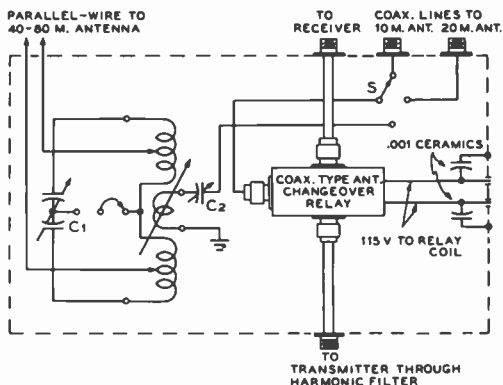 PARALLEL-WIRE TO
40-80 M. ANTENNA
TO
RECEIVER
COAX. LINES TO
10 M. ANT. 20 M. ANT.
S
.001 CERAMICS
C1
C2
COAX. TYPE ANT.
CHANGEOVER
RELAY
115 V TO RELAY
COIL
TO
TRANSMITTER THROUGH
HARMONIC FILTER